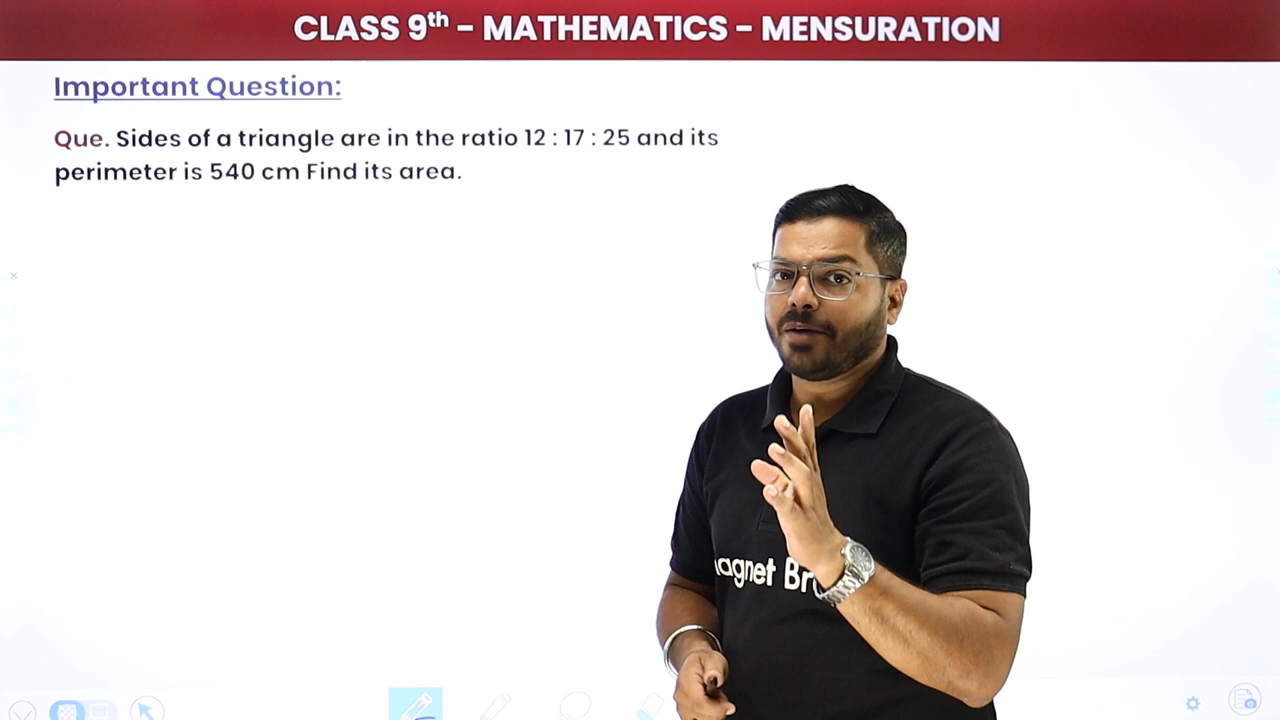 CLASS 9th – MATHEMATICS – MENSURATION
Important Question:
Que. Sides of a triangle are in the ratio 12 : 17 : 25 and its
perimeter is 540 cm Find its area.
agnet Br